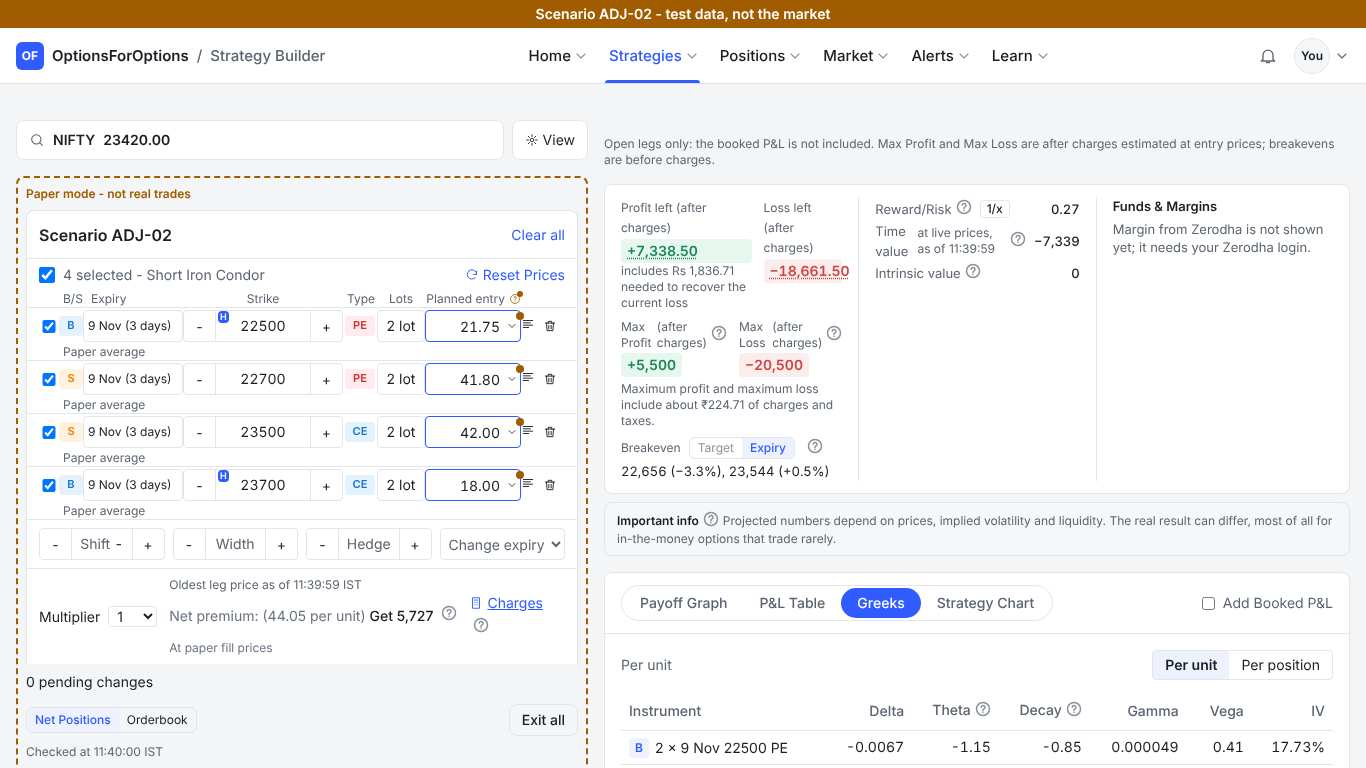 Scenario ADJ-02 - test data, not the market
OF OptionsForOptions / Strategy Builder
Home Strategies Positions Market Alerts Learn
You
NIFTY 23420.00
View
Paper mode - not real trades
Scenario ADJ-02
Clear all
4 selected - Short Iron Condor
Reset Prices
B/S Expiry Strike Type Lots Planned entry ?
B 9 Nov (3 days) - H 22500 + PE 2 lot 21.75
Paper average
S 9 Nov (3 days) - 22700 + PE 2 lot 41.80
Paper average
S 9 Nov (3 days) - 23500 + CE 2 lot 42.00
Paper average
B 9 Nov (3 days) - H 23700 + CE 2 lot 18.00
Paper average
- Shift - + - Width + - Hedge + Change expiry
Oldest leg price as of 11:39:59 IST
Multiplier 1 Net premium: (44.05 per unit) Get 5,727 ? Charges ?
At paper fill prices
0 pending changes
Net Positions Orderbook
Exit all
Checked at 11:40:00 IST
Open legs only: the booked P&L is not included. Max Profit and Max Loss are after charges estimated at entry prices; breakevens
are before charges.
Profit left (after
charges)
+7,338.50
includes Rs 1,836.71
needed to recover the
current loss
Loss left
(after
charges)
−18,661.50
Max Profit (after charges) ?
+5,500
Max Loss (after charges) ?
−20,500
Maximum profit and maximum loss
include about ₹224.71 of charges and
taxes.
Breakeven Target Expiry ?
22,656 (−3.3%), 23,544 (+0.5%)
Reward/Risk ? 1/x 0.27
Time value at live prices, as of 11:39:59 ? −7,339
Intrinsic value ? 0
Funds & Margins
Margin from Zerodha is not shown
yet; it needs your Zerodha login.
Important info ? Projected numbers depend on prices, implied volatility and liquidity. The real result can differ, most of all for
in-the-money options that trade rarely.
Payoff Graph P&L Table Greeks Strategy Chart
Add Booked P&L
Per unit
Per unit Per position
Instrument Delta Theta ? Decay ? Gamma Vega IV
B 2 × 9 Nov 22500 PE -0.0067 -1.15 -0.85 0.000049 0.41 17.73%